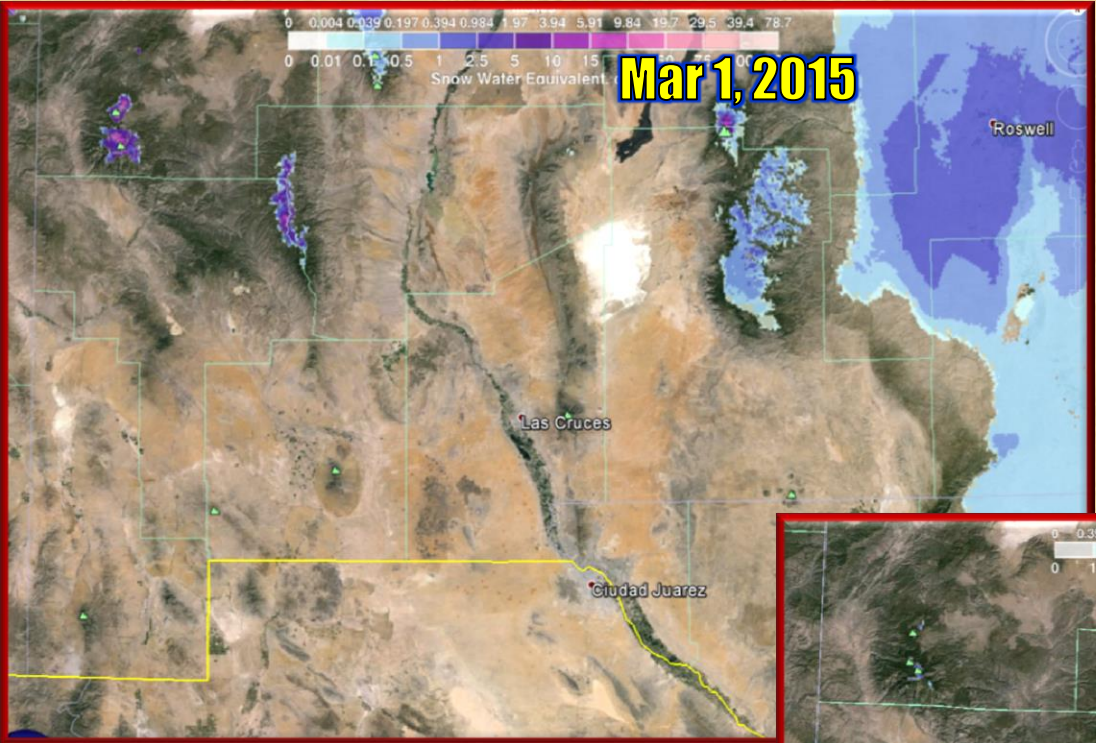 0 0.004 0.039 0.197 0.394 0.984 1.97 3.94 5.91 9.84 19.7 29.5 39.4 78.7
0 0.01 0.1 0.5 1 2.5 5 10 15
Snow Water Equivalent,
Mar 1, 2015
Roswell
Las Cruces
Ciudad Juarez
0
0